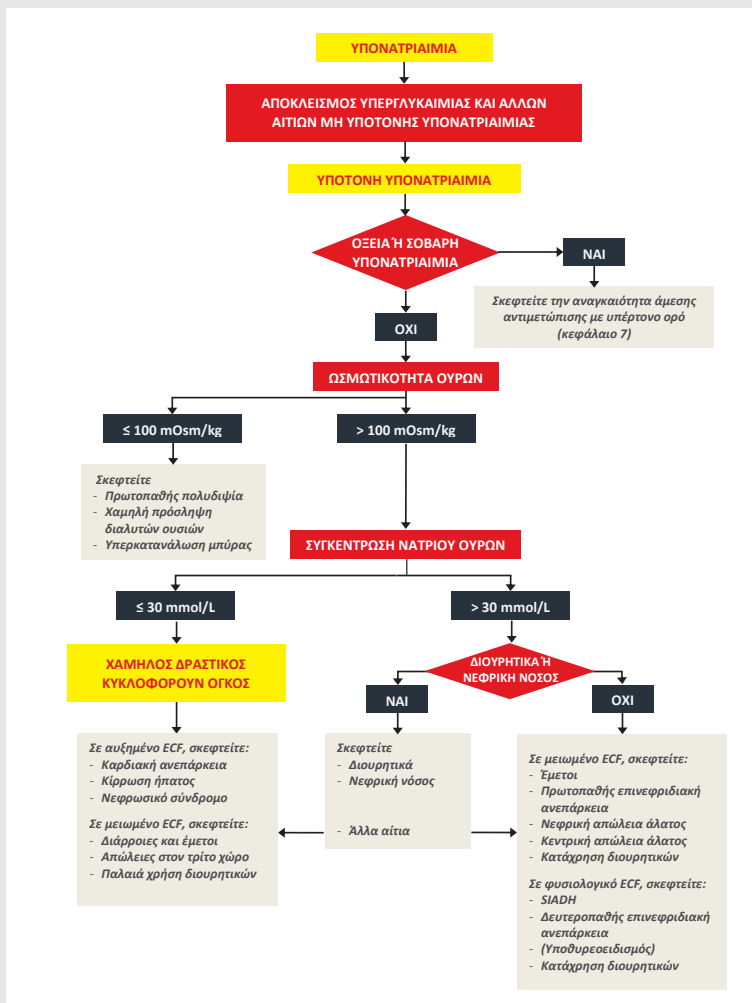 ΥΠΟΝΑΤΡΙΑΙΜΙΑ
ΑΠΟΚΛΕΙΣΜΟΣ ΥΠΕΡΓΛΥΚΑΙΜΙΑΣ ΚΑΙ ΑΛΛΩΝ
ΑΙΤΙΩΝ ΜΗ ΥΠΟΤΟΝΗΣ ΥΠΟΝΑΤΡΙΑΙΜΙΑΣ
ΥΠΟΤΟΝΗ ΥΠΟΝΑΤΡΙΑΙΜΙΑ
ΟΞΕΙΑ Ή ΣΟΒΑΡΗ
ΥΠΟΝΑΤΡΙΑΙΜΙΑ
ΝΑΙ
Σκεφτείτε την αναγκαιότητα άμεσης
αντιμετώπισης με υπέρτονο ορό
(κεφάλαιο 7)
ΟΧΙ
ΩΣΜΩΤΙΚΟΤΗΤΑ ΟΥΡΩΝ
≤ 100 mOsm/kg
> 100 mOsm/kg
Σκεφτείτε
- Πρωτοπαθής πολυδιψία
- Χαμηλή πρόσληψη
διαλυτών ουσιών
- Υπερκατανάλωση μπύρας
ΣΥΓΚΕΝΤΡΩΣΗ ΝΑΤΡΙΟΥ ΟΥΡΩΝ
≤ 30 mmol/L
> 30 mmol/L
ΧΑΜΗΛΟΣ ΔΡΑΣΤΙΚΟΣ
ΚΥΚΛΟΦΟΡΟΥΝ ΟΓΚΟΣ
ΔΙΟΥΡΗΤΙΚΑ Ή
ΝΕΦΡΙΚΗ ΝΟΣΟΣ
ΝΑΙ
ΟΧΙ
Σε αυξημένο ECF, σκεφτείτε:
- Καρδιακή ανεπάρκεια
- Κίρρωση ήπατος
- Νεφρωσικό σύνδρομο
Σε μειωμένο ECF, σκεφτείτε:
- Διάρροιες και έμετοι
- Απώλειες στον τρίτο χώρο
- Παλαιά χρήση διουρητικών
Σκεφτείτε
- Διουρητικά
- Νεφρική νόσος
- Άλλα αίτια
Σε μειωμένο ECF, σκεφτείτε:
- Έμετοι
- Πρωτοπαθής επινεφριδιακή
ανεπάρκεια
- Νεφρική απώλεια άλατος
- Κεντρική απώλεια άλατος
- Κατάχρηση διουρητικών
Σε φυσιολογικό ECF, σκεφτείτε:
- SIADH
- Δευτεροπαθής επινεφριδιακή
ανεπάρκεια
- (Υποθυρεοειδισμός)
- Κατάχρηση διουρητικών